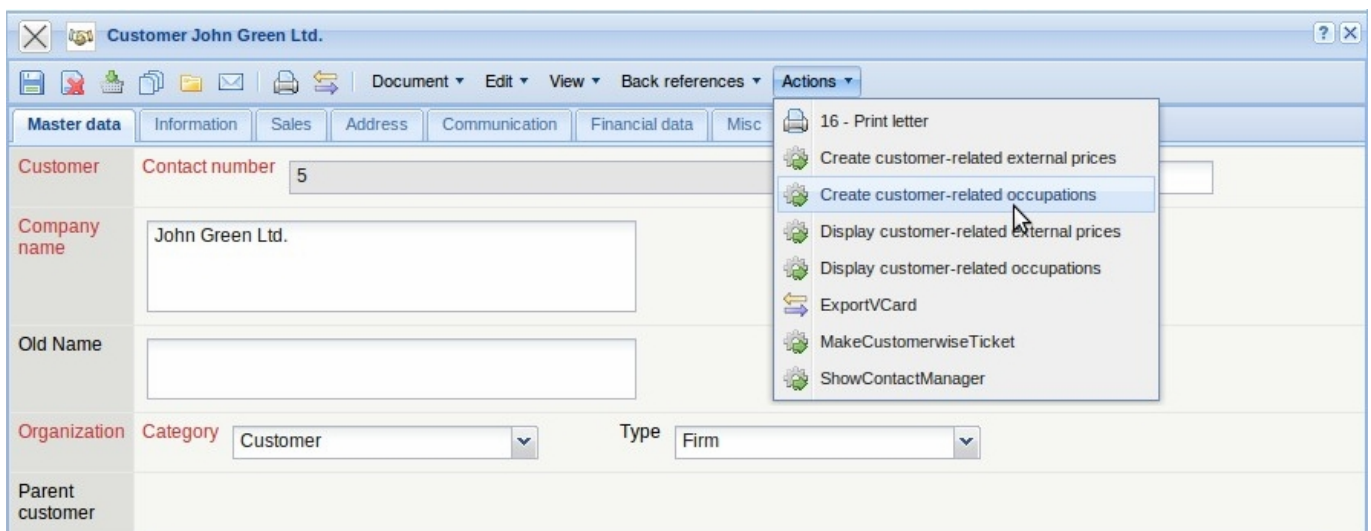 Customer John Green Ltd.
Document Edit View Back references Actions
Master data Information Sales Address Communication Financial data Misc
16 - Print letter
Create customer-related external prices
Create customer-related occupations
Display customer-related external prices
Display customer-related occupations
ExportVCard
MakeCustomerwiseTicket
ShowContactManager
Customer Contact number 5
Company
name
John Green Ltd.
Old Name
Organization Category Customer Type Firm
Parent
customer